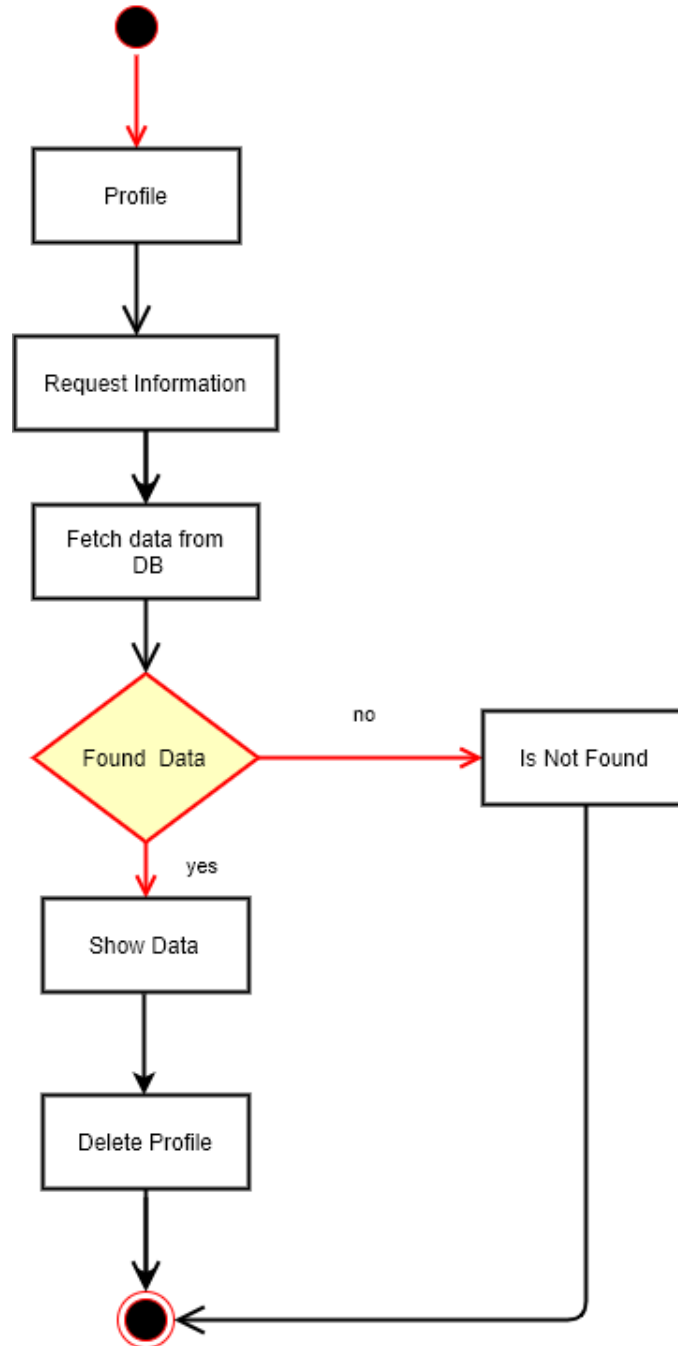 Profile
Request Information
Fetch data from
DB
Found  Data
no
Is Not Found
yes
Show Data
Delete Profile